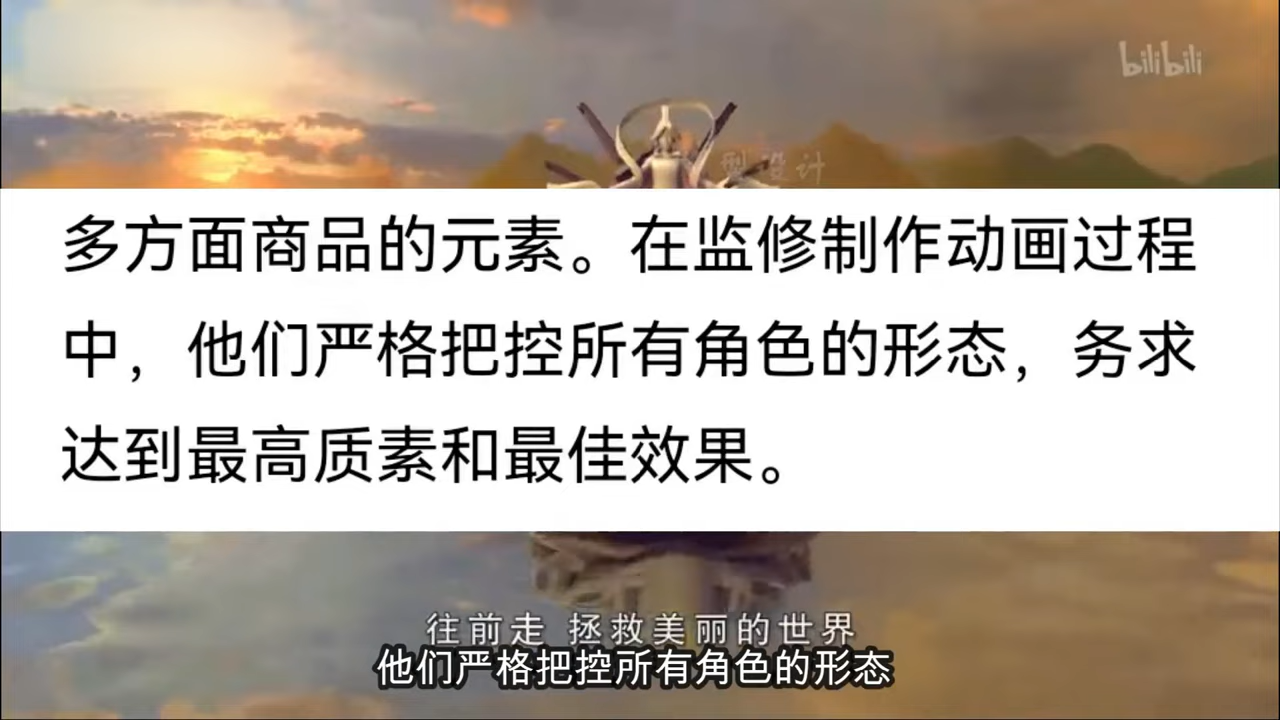 bilibili
型设计
多方面商品的元素。在监修制作动画过程
中，他们严格把控所有角色的形态，务求
达到最高质素和最佳效果。
往前走 拯救美丽的世界
他们严格把控所有角色的形态